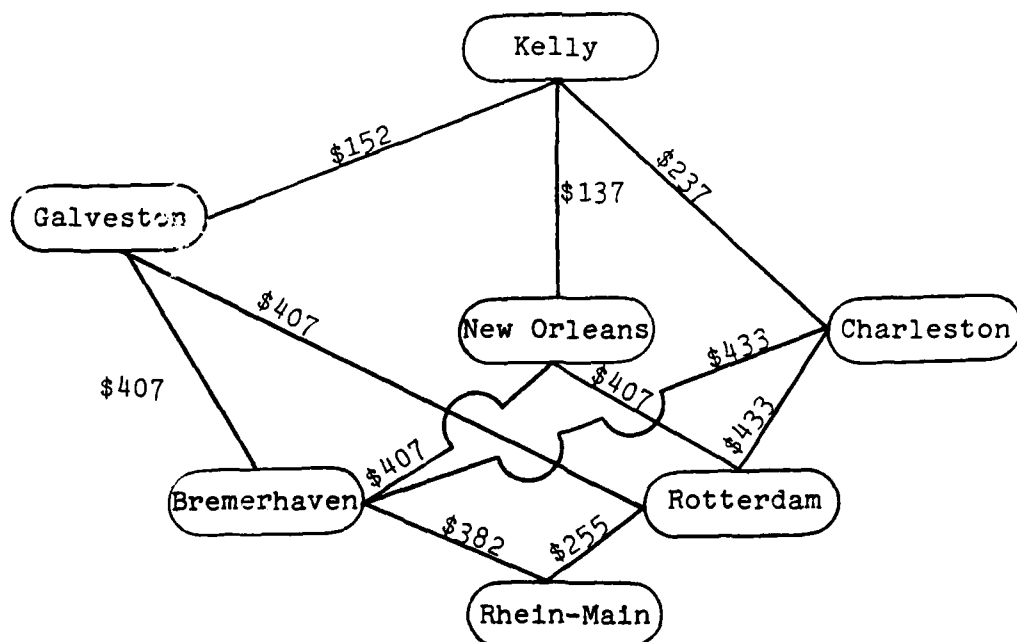 Kelly
$152
$237
$137
Galveston
$407
New Orleans
Charleston
$433
$407
$407
$433
$407
Bremerhaven
Rotterdam
$382
$255
Rhein-Main